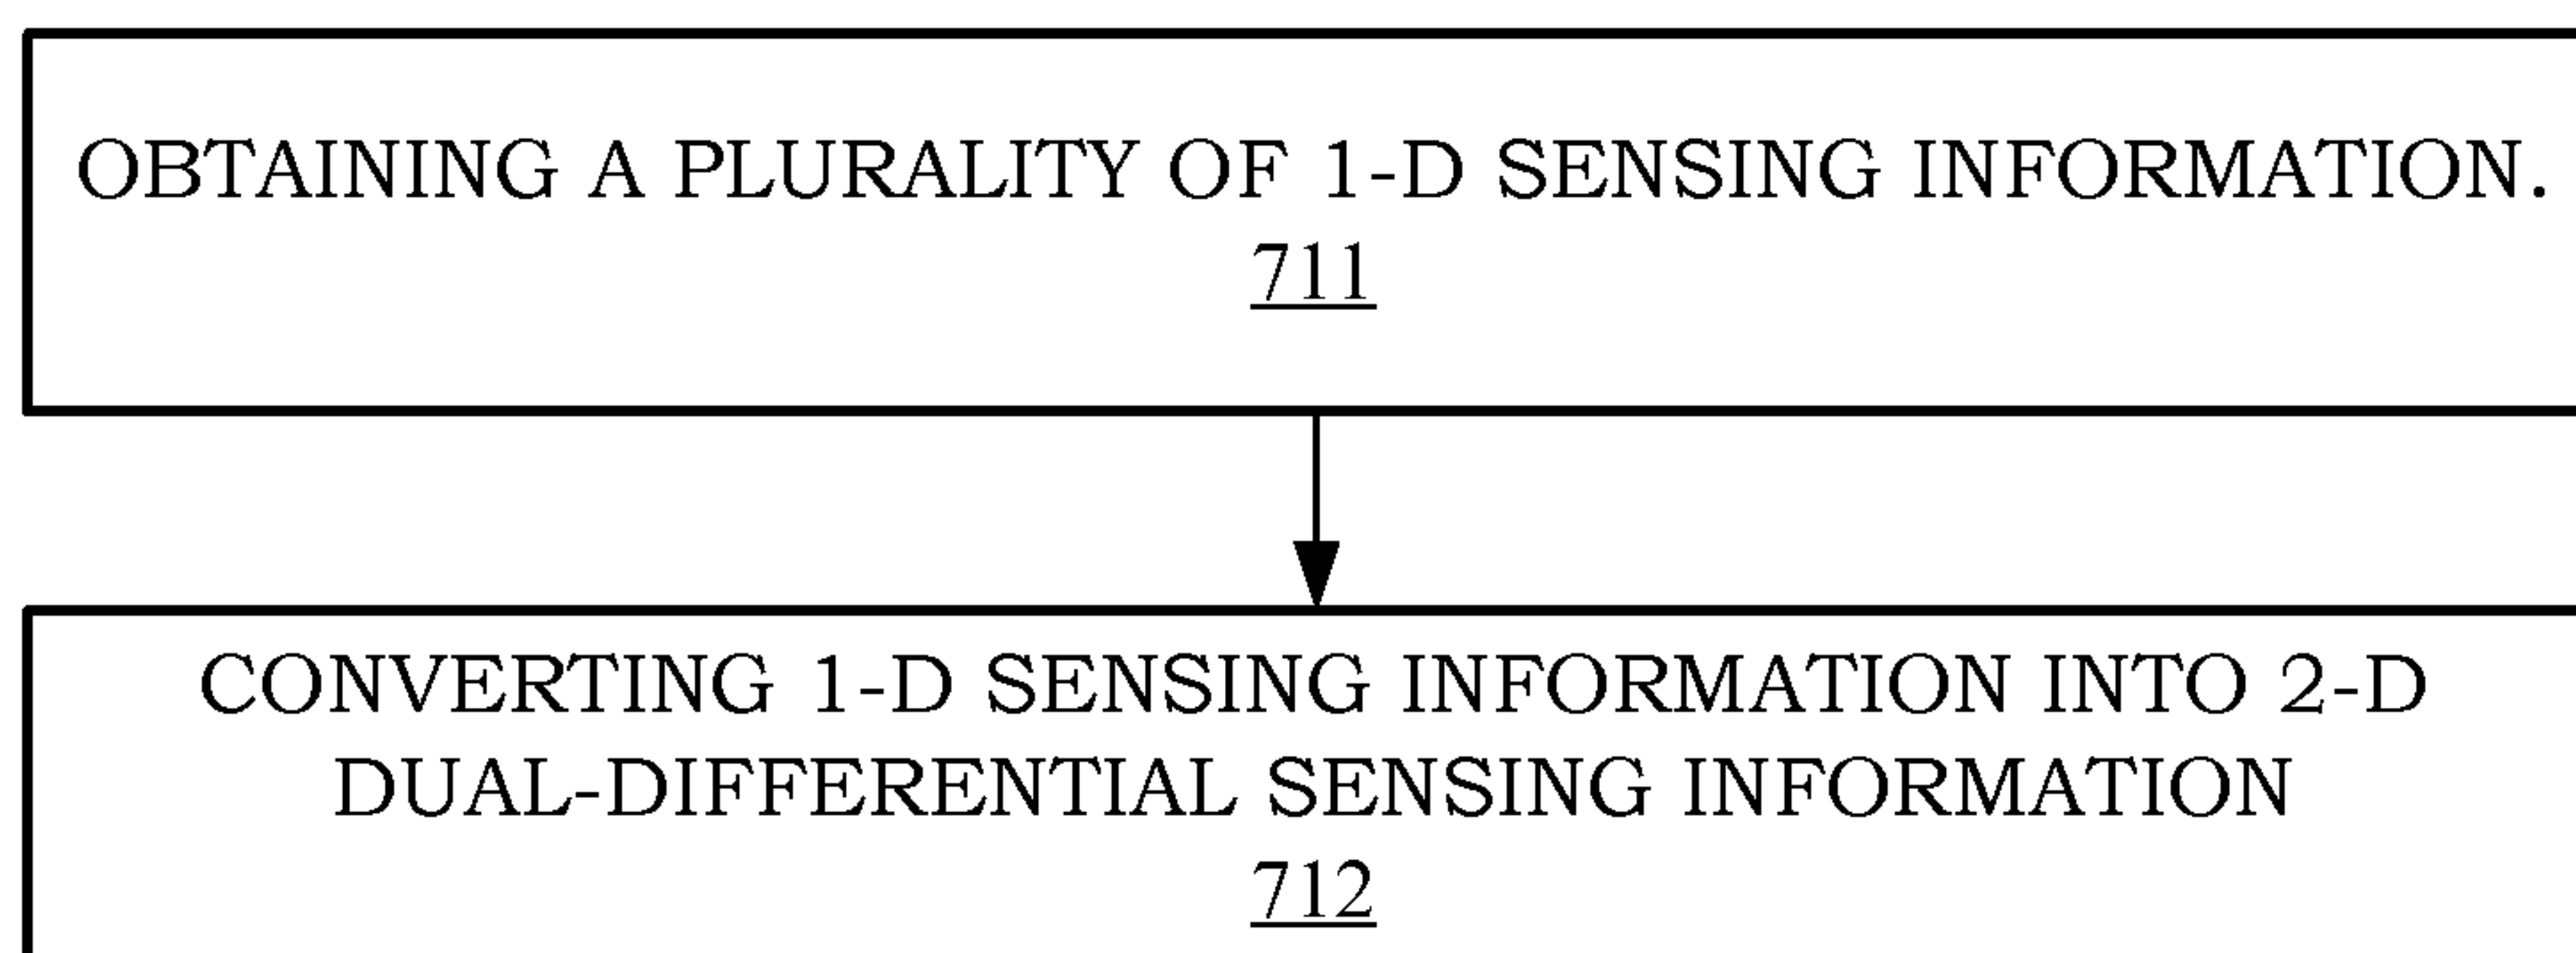 OBTAINING A PLURALITY OF 1-D SENSING INFORMATION.
711
CONVERTING 1-D SENSING INFORMATION INTO 2-D
DUAL-DIFFERENTIAL SENSING INFORMATION
712